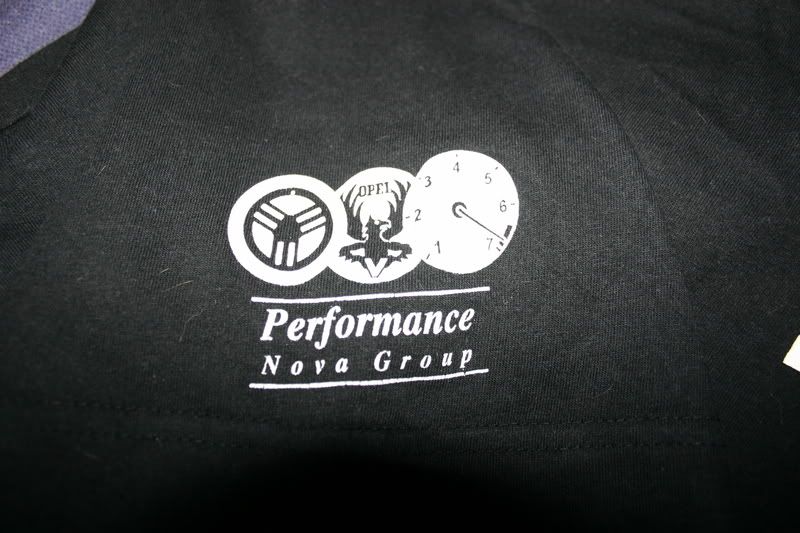 OPEL
1 2 3 4 5 6 7
Performance
Nova Group